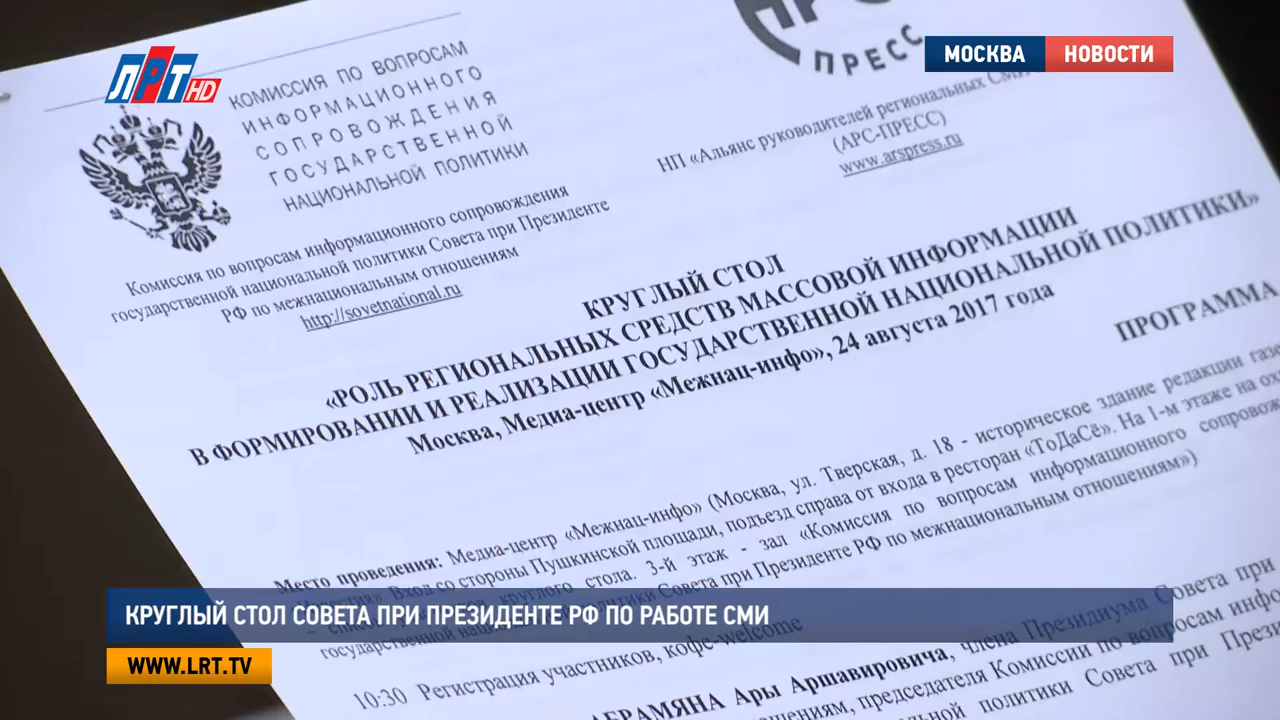 ЛРТ HD
МОСКВА НОВОСТИ
КОМИССИЯ ПО ВОПРОСАМ
ИНФОРМАЦИОННОГО
СОПРОВОЖДЕНИЯ
ГОСУДАРСТВЕННОЙ
НАЦИОНАЛЬНОЙ ПОЛИТИКИ
Комиссия по вопросам информационного сопровождения
государственной национальной политики Совета при Президенте
РФ по межнациональным отношениям
http://sovetnational.ru
ПРЕСС
НП «Альянс руководителей региональных СМИ
(АРС-ПРЕСС)
www.arspress.ru
КРУГЛЫЙ СТОЛ
«РОЛЬ РЕГИОНАЛЬНЫХ СРЕДСТВ МАССОВОЙ ИНФОРМАЦИИ
В ФОРМИРОВАНИИ И РЕАЛИЗАЦИИ ГОСУДАРСТВЕННОЙ НАЦИОНАЛЬНОЙ ПОЛИТИКИ»
Москва, Медиа-центр «Межнац-инфо», 24 августа 2017 года
ПРОГРАММА
Место проведения: Медиа-центр «Межнац-инфо» (Москва, ул. Тверская, д. 18 - историческое здание редакции
Вход со стороны Пушкинской площади, подъезд справа от входа в ресторан «ТоДаСё». На 1-м этаже на
круглого стола. 3-й этаж - зал «Комиссия по вопросам информационного
политики Совета при Президенте РФ по межнациональным отношениям»)
10:30 Регистрация участников, кофе-welcome
АБРАМЯНА Ары Аршавировича, члена Президиума Совета при
председателя Комиссии по вопросам
политики Совета при
КРУГЛЫЙ СТОЛ СОВЕТА ПРИ ПРЕЗИДЕНТЕ РФ ПО РАБОТЕ СМИ
WWW.LRT.TV